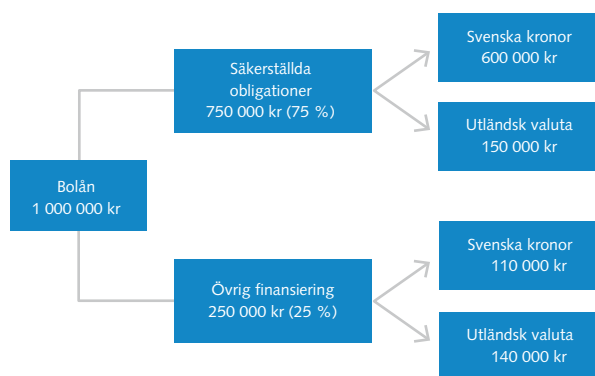 Bolån
1 000 000 kr
Säkerställda
obligationer
750 000 kr (75 %)
Svenska kronor
600 000 kr
Utländsk valuta
150 000 kr
Övrig finansiering
250 000 kr (25 %)
Svenska kronor
110 000 kr
Utländsk valuta
140 000 kr